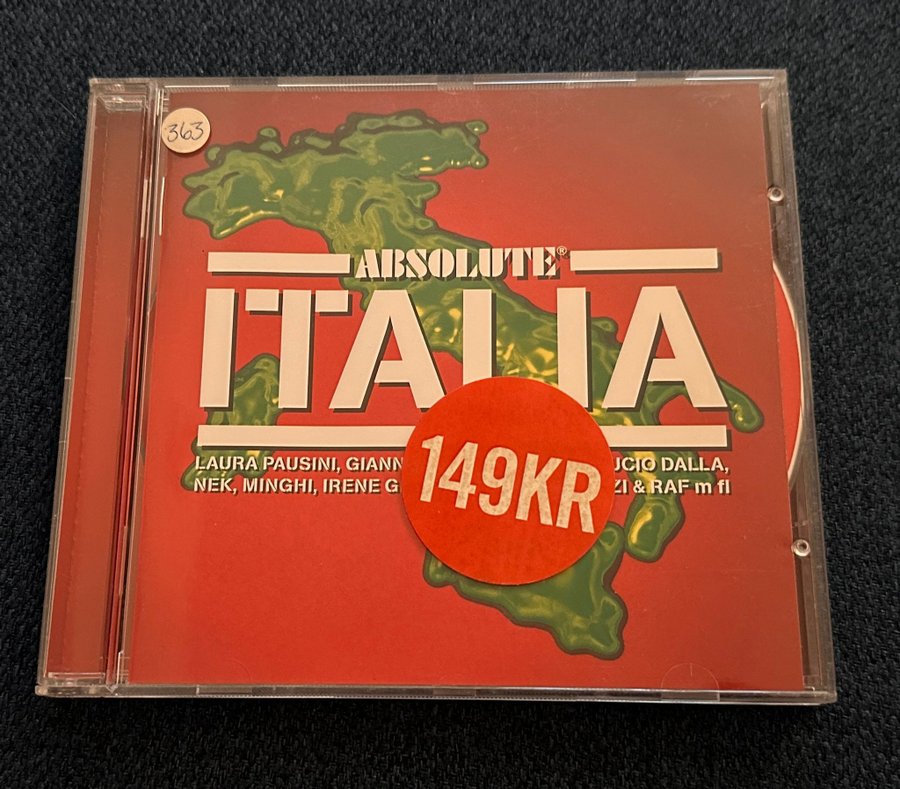 363
ABSOLUTE®
ITALIA
LAURA PAUSINI, GIANN UCIO DALLA,
NEK, MINGHI, IRENE G ZI & RAF m fl
149KR